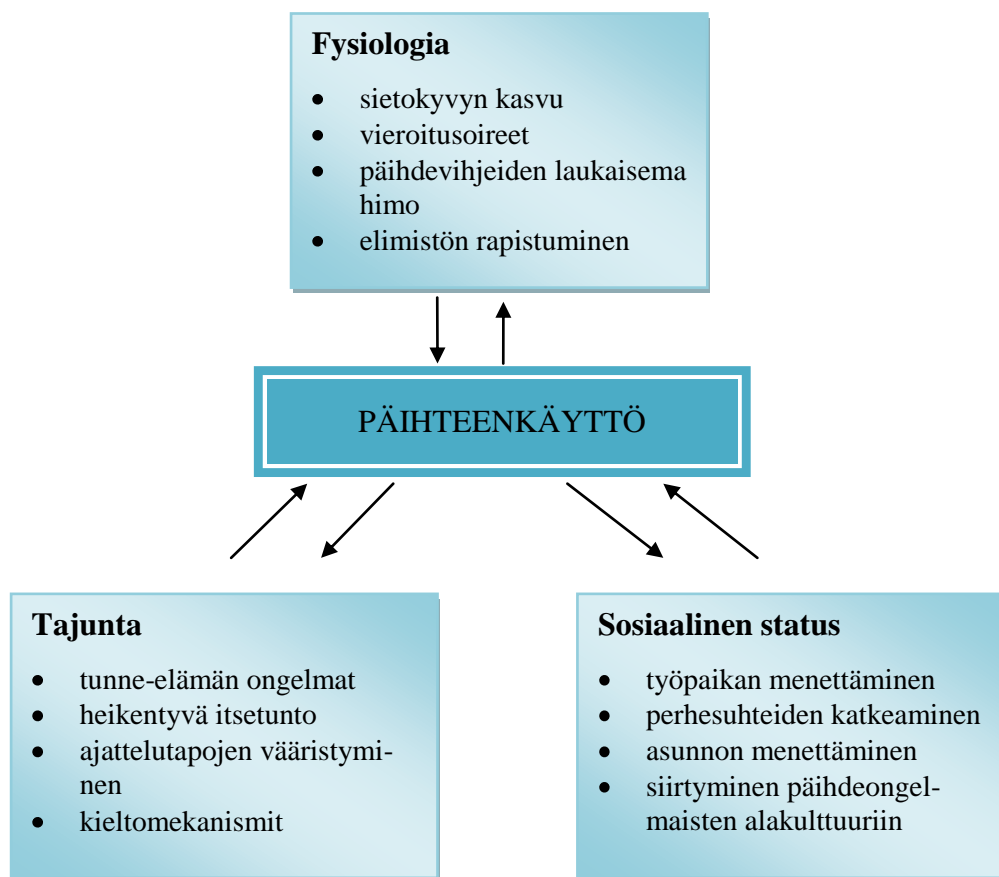 Fysiologia
• sietokyvyn kasvu
• vieroitusoireet
• päihdevihjeiden laukaisema
himo
• elimistön rapistuminen
PÄIHTEENKÄYTTÖ
Tajunta
• tunne-elämän ongelmat
• heikentyvä itsetunto
• ajattelutapojen vääristymi-
nen
• kieltomekanismit
Sosiaalinen status
• työpaikan menettäminen
• perhesuhteiden katkeaminen
• asunnon menettäminen
• siirtyminen päihdeongel-
maisten alakulttuuriin